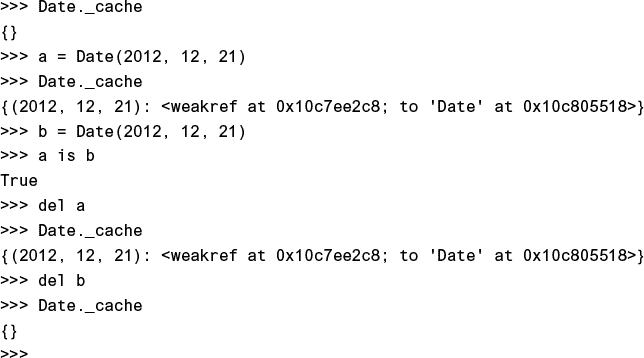 >>> Date._cache
{}
>>> a = Date(2012, 12, 21)
>>> Date._cache
{(2012, 12, 21): <weakref at 0x10c7ee2c8; to 'Date' at 0x10c805518>}
>>> b = Date(2012, 12, 21)
>>> a is b
True
>>> del a
>>> Date._cache
{(2012, 12, 21): <weakref at 0x10c7ee2c8; to 'Date' at 0x10c805518>}
>>> del b
>>> Date._cache
{}
>>>